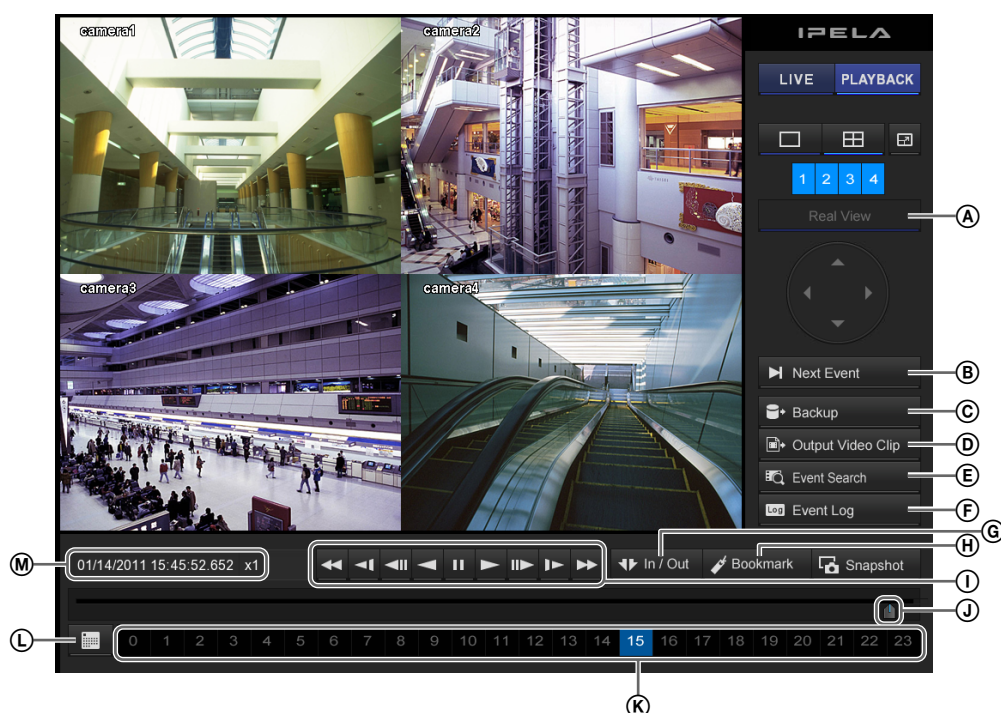 camera1
camera2
camera3
camera4
IPELA
LIVE PLAYBACK
1 2 3 4
Real View
A
Next Event
B
Backup
C
Output Video Clip
D
Event Search
E
Log Event Log
F
G
H
M
01/14/2011 15:45:52.652 x1
In / Out
Bookmark
Snapshot
I
J
L
0 1 2 3 4 5 6 7 8 9 10 11 12 13 14 15 16 17 18 19 20 21 22 23
K